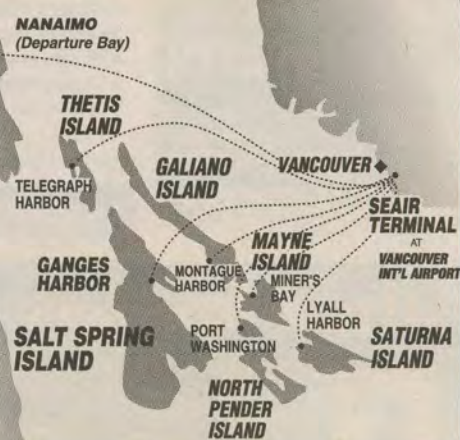 NANAIMO
(Departure Bay)
THETIS
ISLAND
TELEGRAPH
HARBOR
GALIANO
ISLAND
VANCOUVER
SEAIR
TERMINAL
AT
VANCOUVER
INT'L AIRPORT
GANGES
HARBOR
MONTAGUE
HARBOR
MAYNE
ISLAND
MINER'S
BAY
LYALL
HARBOR
SALT SPRING
ISLAND
PORT
WASHINGTON
SATURNA
ISLAND
NORTH
PENDER
ISLAND